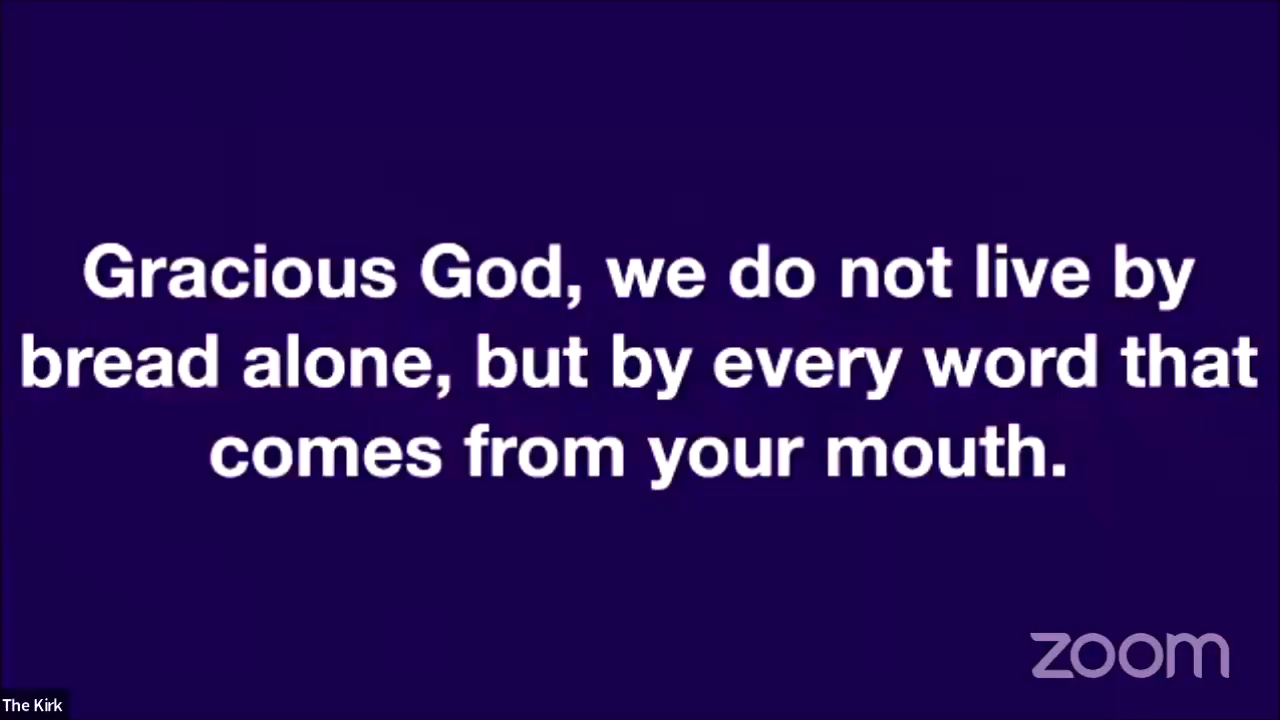 Gracious God, we do not live by
bread alone, but by every word that
comes from your mouth.
zoom
The Kirk